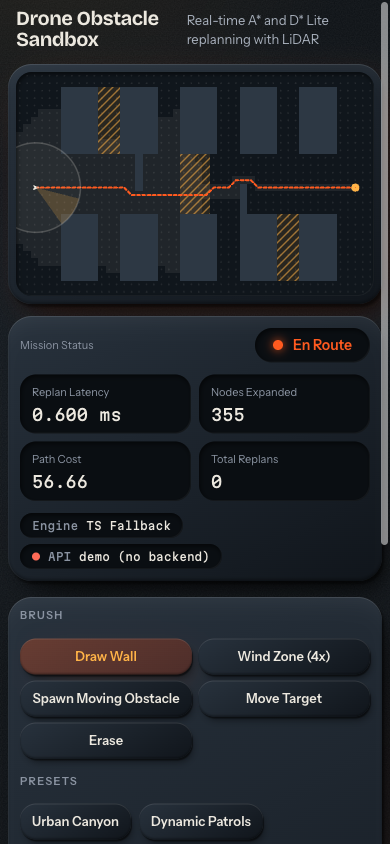 Drone Obstacle
Sandbox
Real-time A* and D* Lite
replanning with LiDAR
Mission Status
En Route
Replan Latency
0.600 ms
Nodes Expanded
355
Path Cost
56.66
Total Replans
0
Engine TS Fallback
API demo (no backend)
BRUSH
Draw Wall
Wind Zone (4x)
Spawn Moving Obstacle
Move Target
Erase
PRESETS
Urban Canyon
Dynamic Patrols